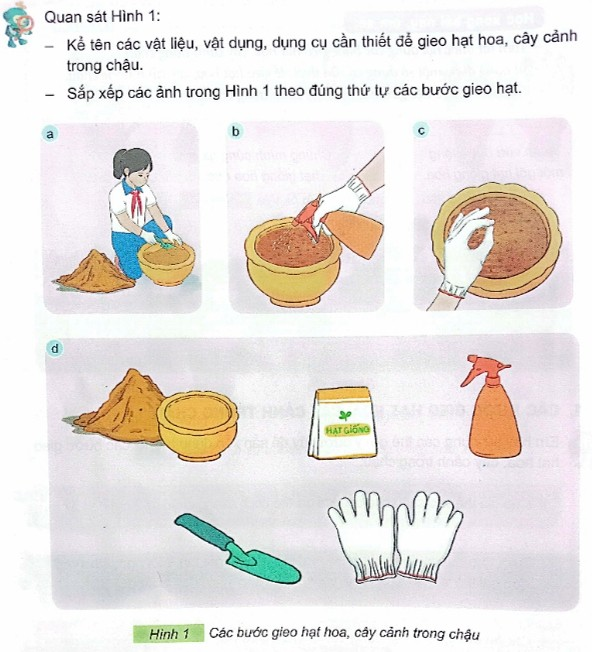 Quan sát Hình 1:
– Kể tên các vật liệu, vật dụng, dụng cụ cần thiết để gieo hạt hoa, cây cảnh
trong chậu.
– Sắp xếp các ảnh trong Hình 1 theo đúng thứ tự các bước gieo hạt.
a
b
c
d
HẠT GIỐNG
Hình 1 Các bước gieo hạt hoa, cây cảnh trong chậu